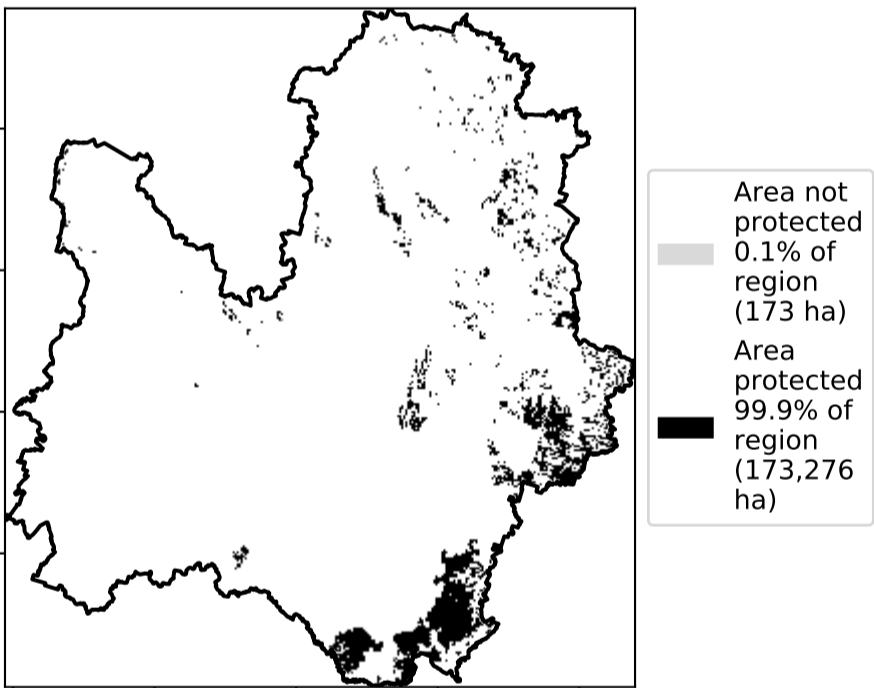 Area not
protected
0.1% of
region
(173 ha)
Area
protected
99.9% of
region
(173,276
ha)